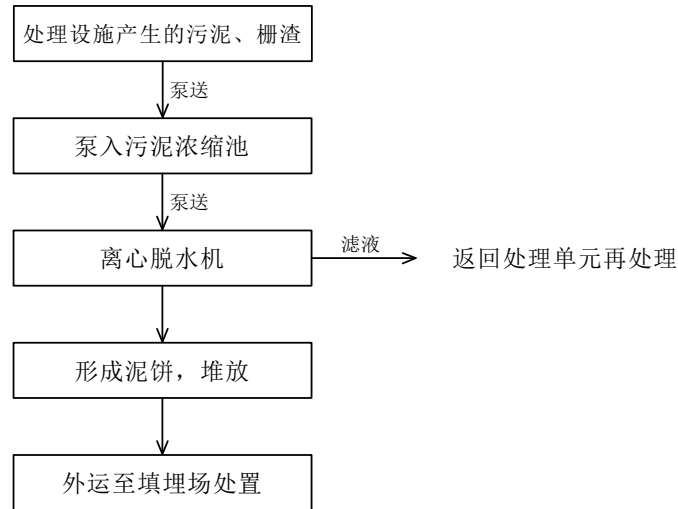 处理设施产生的污泥、栅渣
泵送
泵入污泥浓缩池
泵送
离心脱水机
滤液
返回处理单元再处理
形成泥饼，堆放
外运至填埋场处置